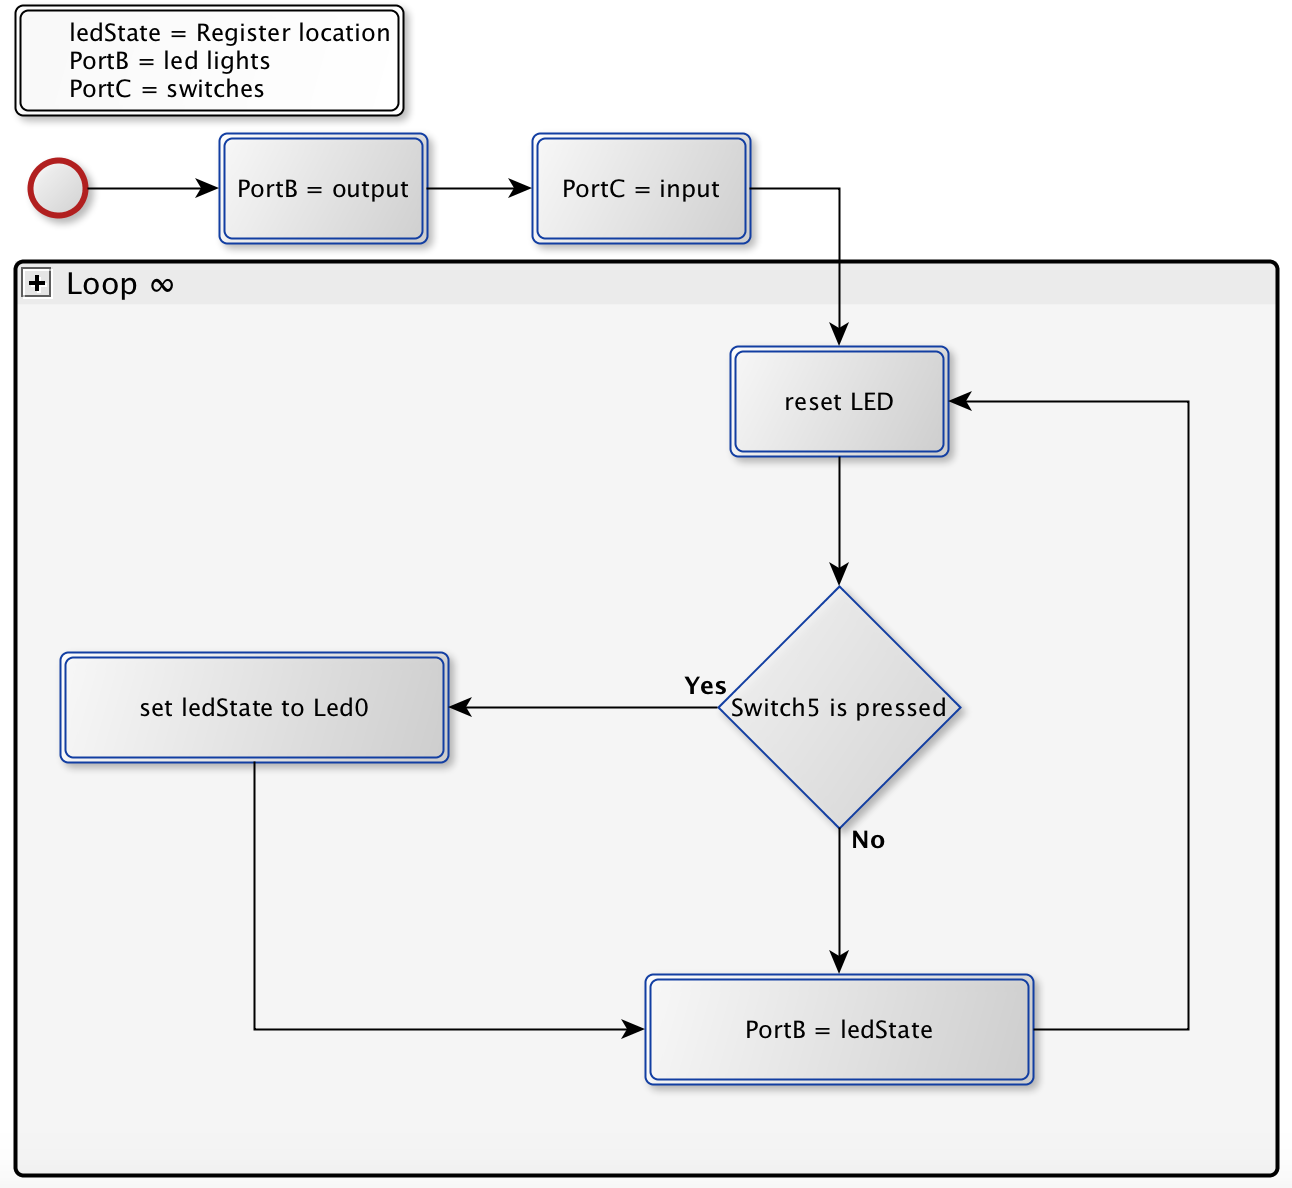 ledState = Register location
PortB = led lights
PortC = switches
PortB = output
PortC = input
Loop ∞
reset LED
Yes
Switch5 is pressed
set ledState to Led0
No
PortB = ledState